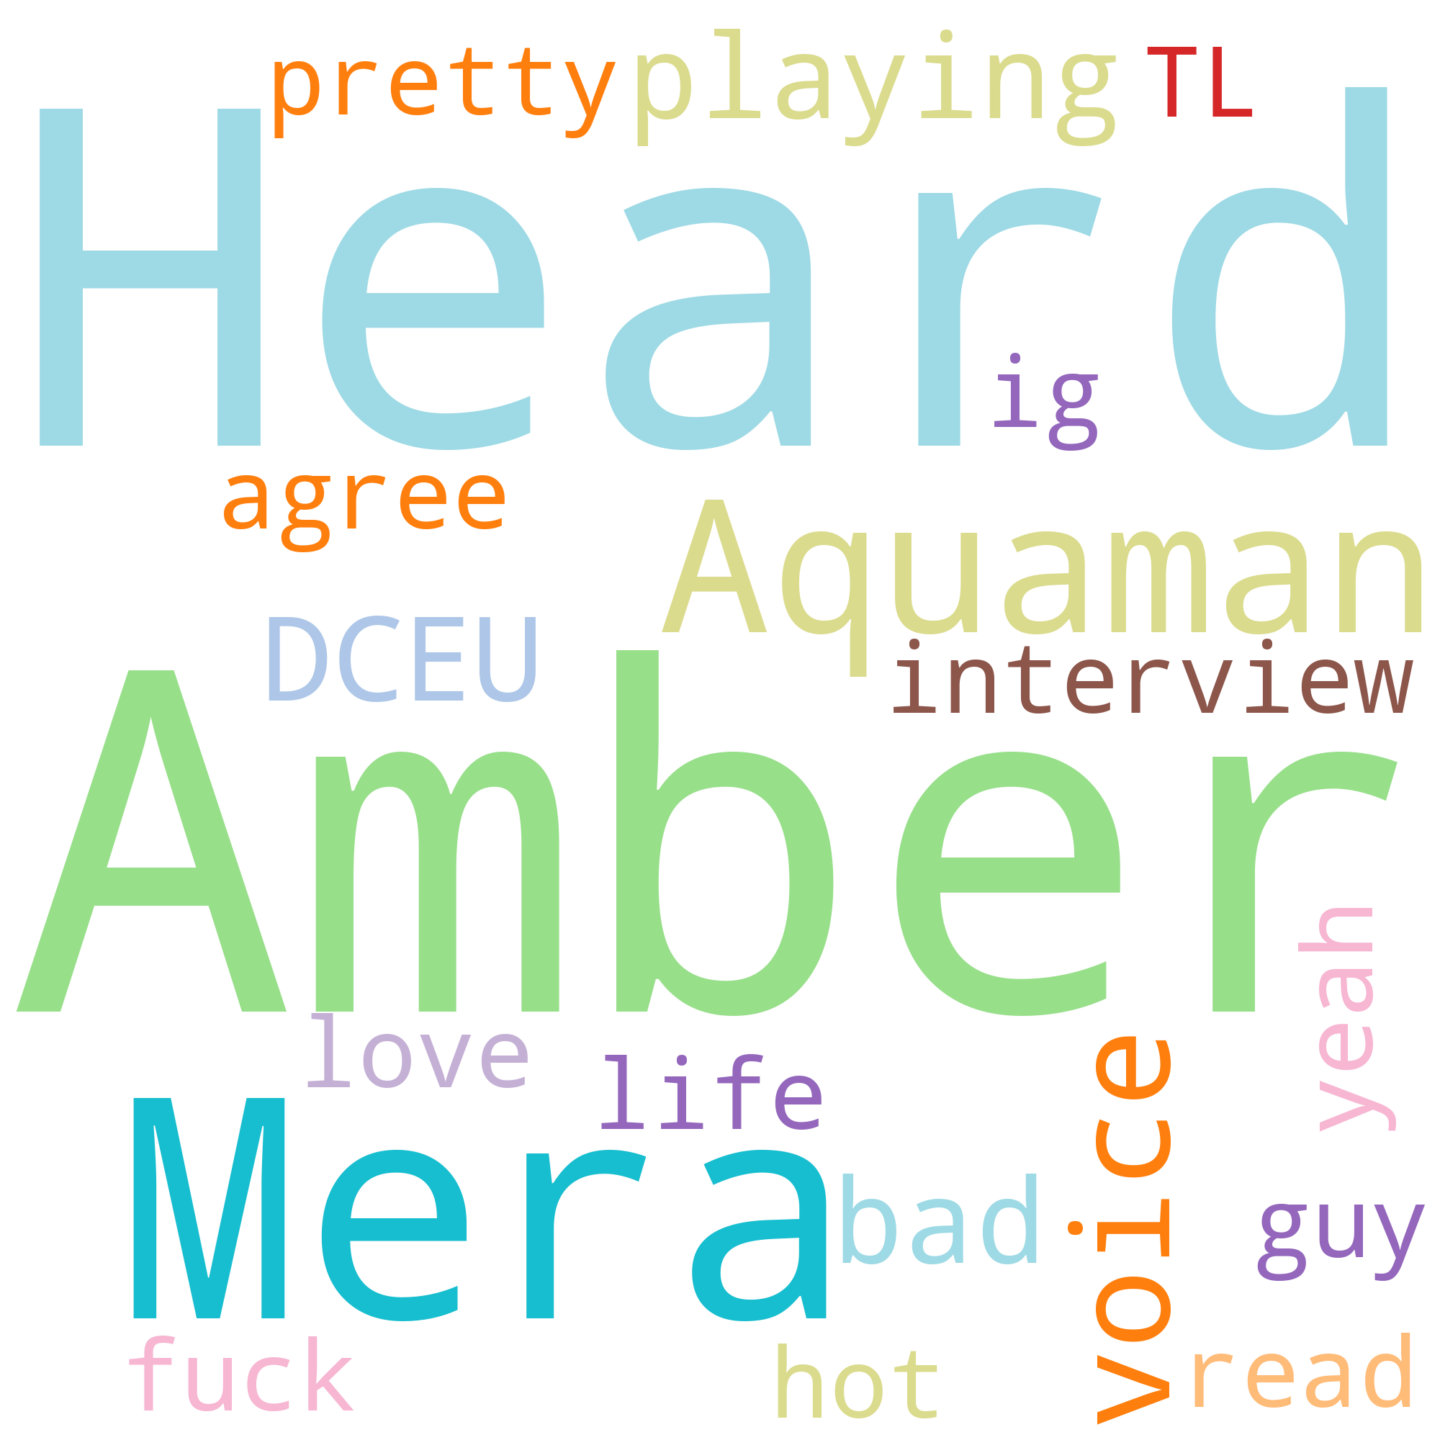 pretty playing TL
Heard
ig
agree
Aquaman
DCEU
interview
Amber
yeah
love
life
voice
Mera
bad
guy
fuck
hot
read